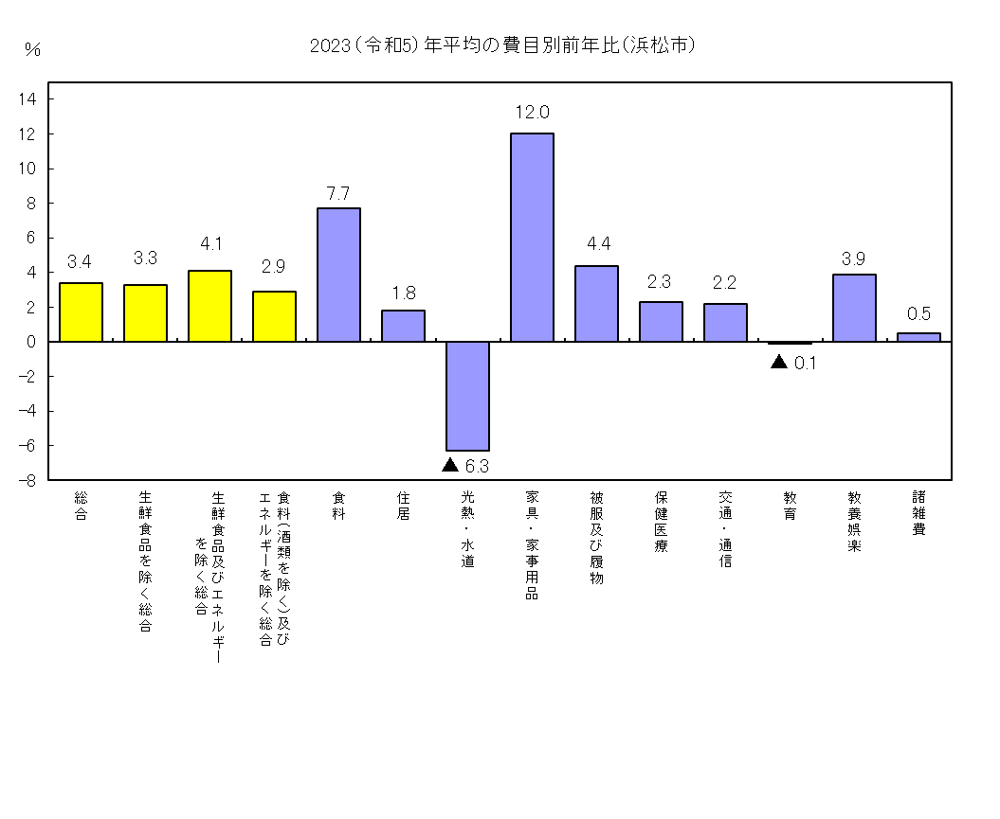 2023(令和5)年平均の費目別前年比(浜松市)
%
14
12
10
8
6
4
2
0
-2
-4
-6
-8
3.4
3.3
4.1
2.9
7.7
1.8
▲ 6.3
12.0
4.4
2.3
2.2
▲ 0.1
3.9
0.5
総合
生鮮食品を除く総合
生鮮食品及びエネルギー
を除く総合
食料(酒類を除く)及び
エネルギーを除く総合
食料
住居
光熱・水道
家具・家事用品
被服及び履物
保健医療
交通・通信
教育
教養娯楽
諸雑費